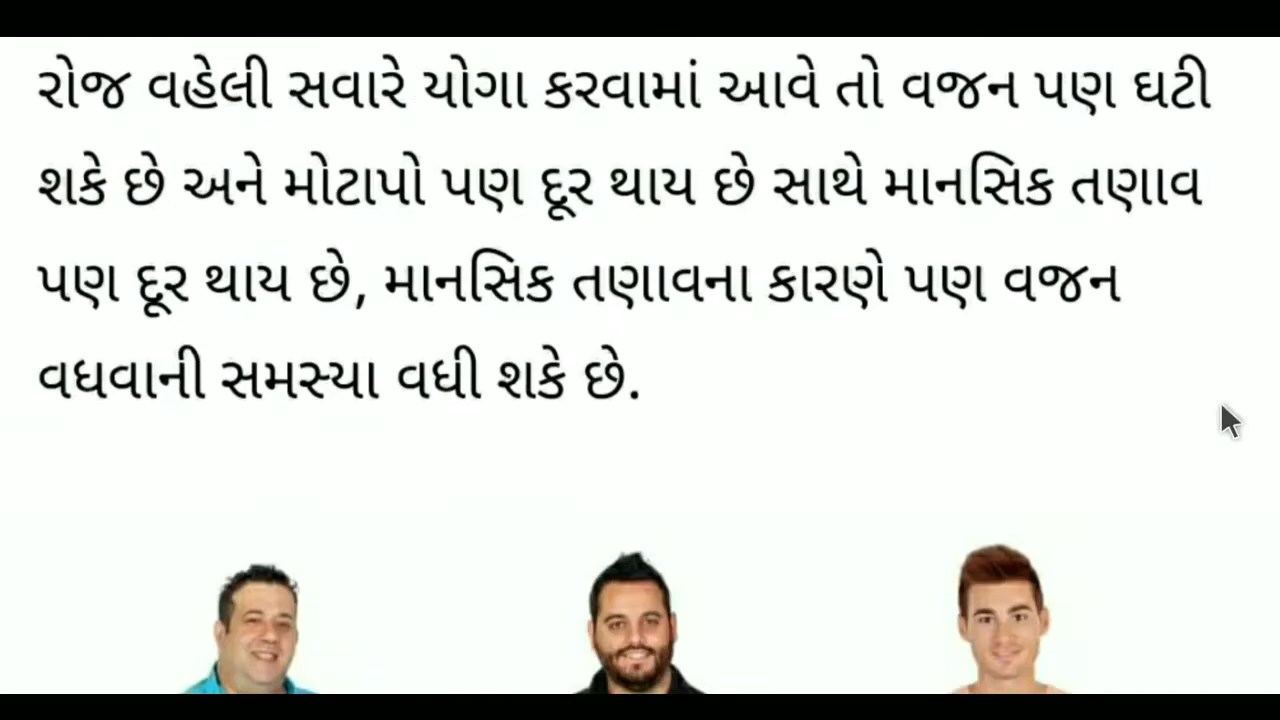 રોજ વહેલી સવારે યોગા કરવામાં આવે તો વજન પણ ઘટી
શકે છે અને મોટાપો પણ દૂર થાય છે સાથે માનસિક તણાવ
પણ દૂર થાય છે, માનસિક તણાવના કારણે પણ વજન
વધવાની સમસ્યા વધી શકે છે.